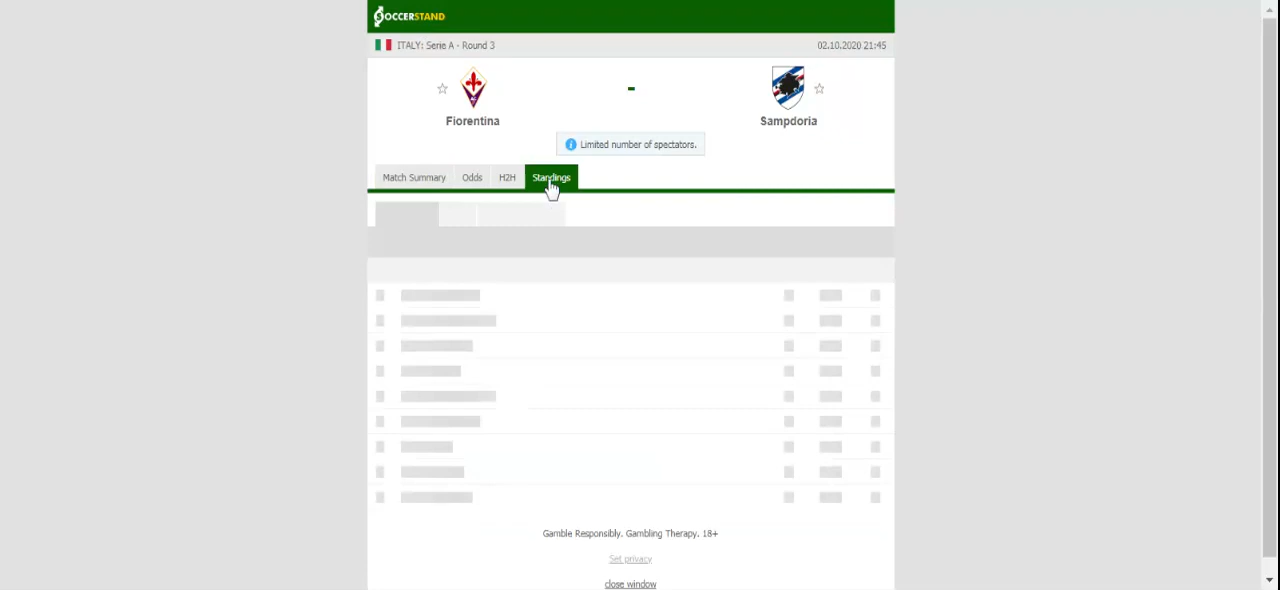 SOCCERSTAND
ITALY: Serie A - Round 3
02.10.2020 21:45
-
Fiorentina
Sampdoria
Limited number of spectators.
Match Summary
Odds
H2H
Standings
Gamble Responsibly. Gambling Therapy. 18+
Set privacy
close window